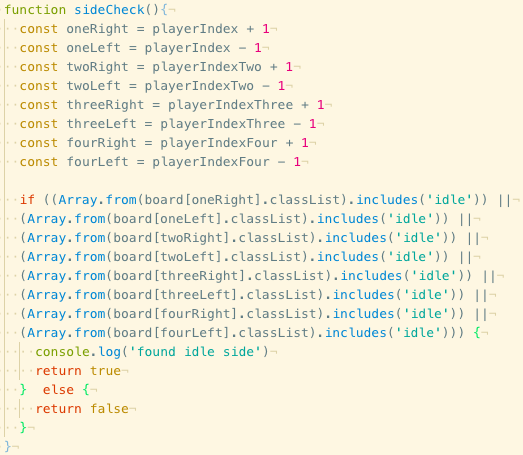 function sideCheck(){
  const oneRight = playerIndex + 1
  const oneLeft = playerIndex - 1
  const twoRight = playerIndexTwo + 1
  const twoLeft = playerIndexTwo - 1
  const threeRight = playerIndexThree + 1
  const threeLeft = playerIndexThree - 1
  const fourRight = playerIndexFour + 1
  const fourLeft = playerIndexFour - 1

  if ((Array.from(board[oneRight].classList).includes('idle')) ||
  (Array.from(board[oneLeft].classList).includes('idle')) ||
  (Array.from(board[twoRight].classList).includes('idle')) ||
  (Array.from(board[twoLeft].classList).includes('idle')) ||
  (Array.from(board[threeRight].classList).includes('idle')) ||
  (Array.from(board[threeLeft].classList).includes('idle')) ||
  (Array.from(board[fourRight].classList).includes('idle')) ||
  (Array.from(board[fourLeft].classList).includes('idle'))) {
    console.log('found idle side')
    return true
  }  else {
    return false
  }
}